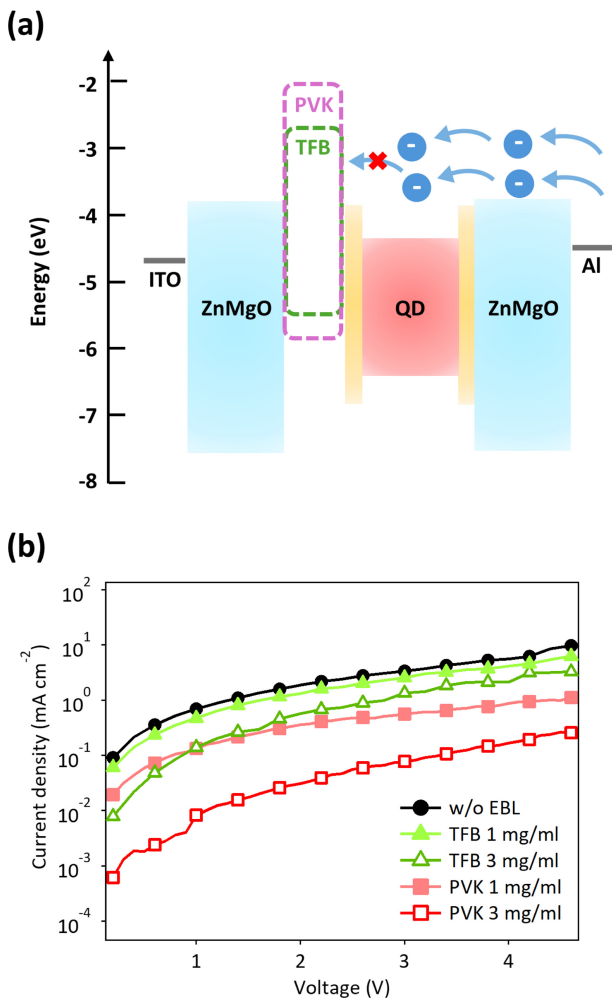 (a)
-2
-3
-4
-5
-6
-7
-8
Energy (eV)
PVK
TFB
- -
- -
ITO
ZnMgO
QD
ZnMgO
Al
(b)
10^2
10^1
10^0
10^-1
10^-2
10^-3
10^-4
Current density (mA cm^-2)
w/o EBL
TFB 1 mg/ml
TFB 3 mg/ml
PVK 1 mg/ml
PVK 3 mg/ml
1 2 3 4
Voltage (V)